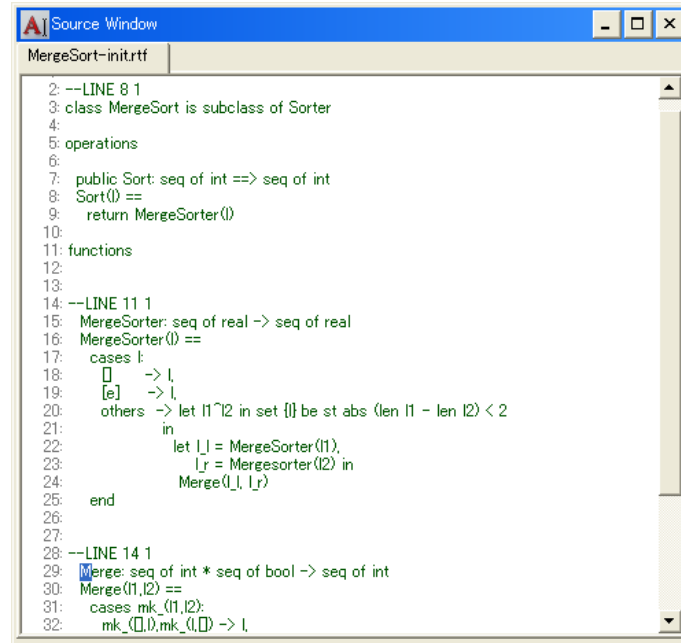 Source Window
MergeSort-init.rtf
2: --LINE 8 1
3: class MergeSort is subclass of Sorter
4:
5: operations
6:
7: public Sort: seq of int ==> seq of int
8: Sort(l) ==
9: return MergeSorter(l)
10:
11: functions
12:
13:
14: --LINE 11 1
15: MergeSorter: seq of real -> seq of real
16: MergeSorter(l) ==
17: cases l:
18: [] -> l,
19: [e] -> l,
20: others -> let l1^l2 in set {l} be st abs (len l1 - len l2) < 2
21: in
22: let l_l = MergeSorter(l1),
23: l_r = Mergesorter(l2) in
24: Merge(l_l, l_r)
25: end
26:
27:
28: --LINE 14 1
29: Merge: seq of int * seq of bool -> seq of int
30: Merge(l1,l2) ==
31: cases mk_(l1,l2):
32: mk_([],l),mk_(l,[]) -> l,